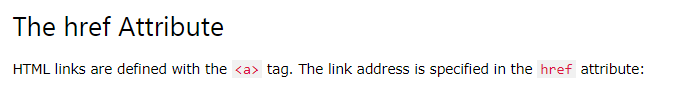 The href Attribute
HTML links are defined with the <a> tag. The link address is specified in the href attribute: